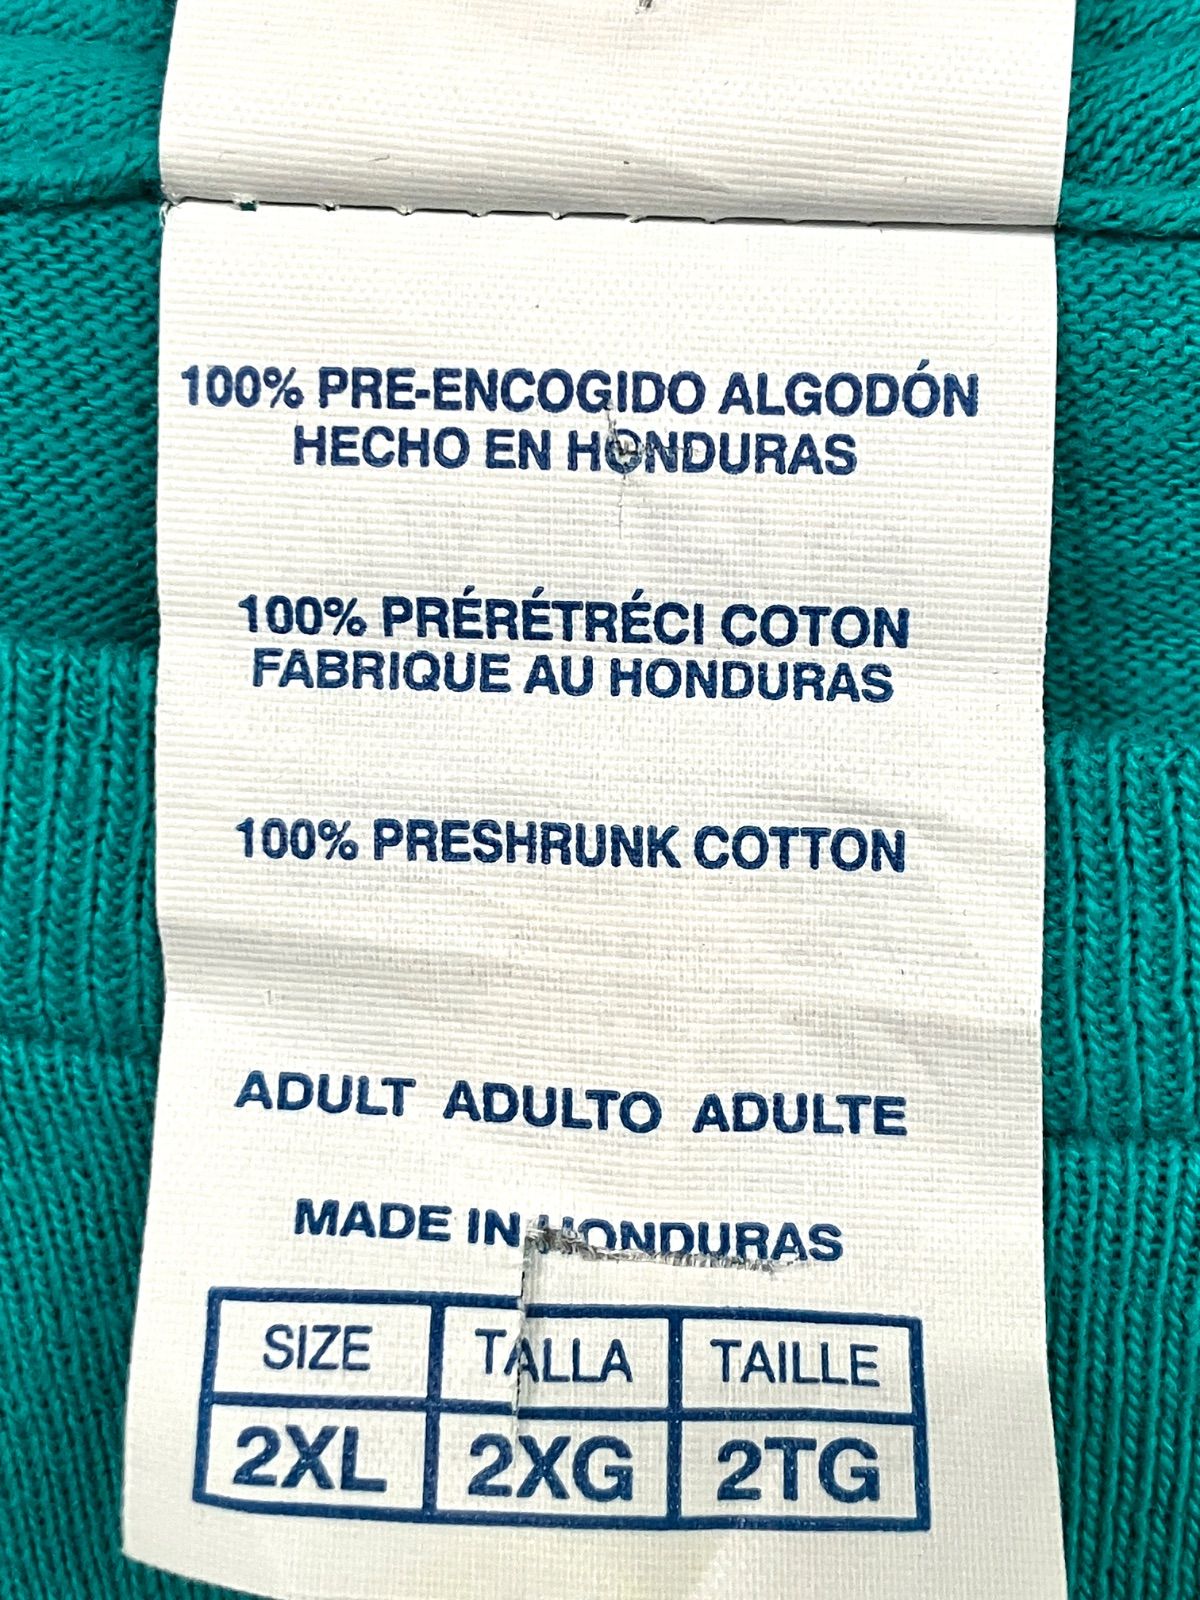 100% PRE-ENCOGIDO ALGODÓN
HECHO EN HONDURAS
100% PRÉRÉTRÉCI COTON
FABRIQUE AU HONDURAS
100% PRESHRUNK COTTON
ADULT ADULTO ADULTE
MADE IN HONDURAS
SIZE TALLA TAILLE
2XL 2XG 2TG